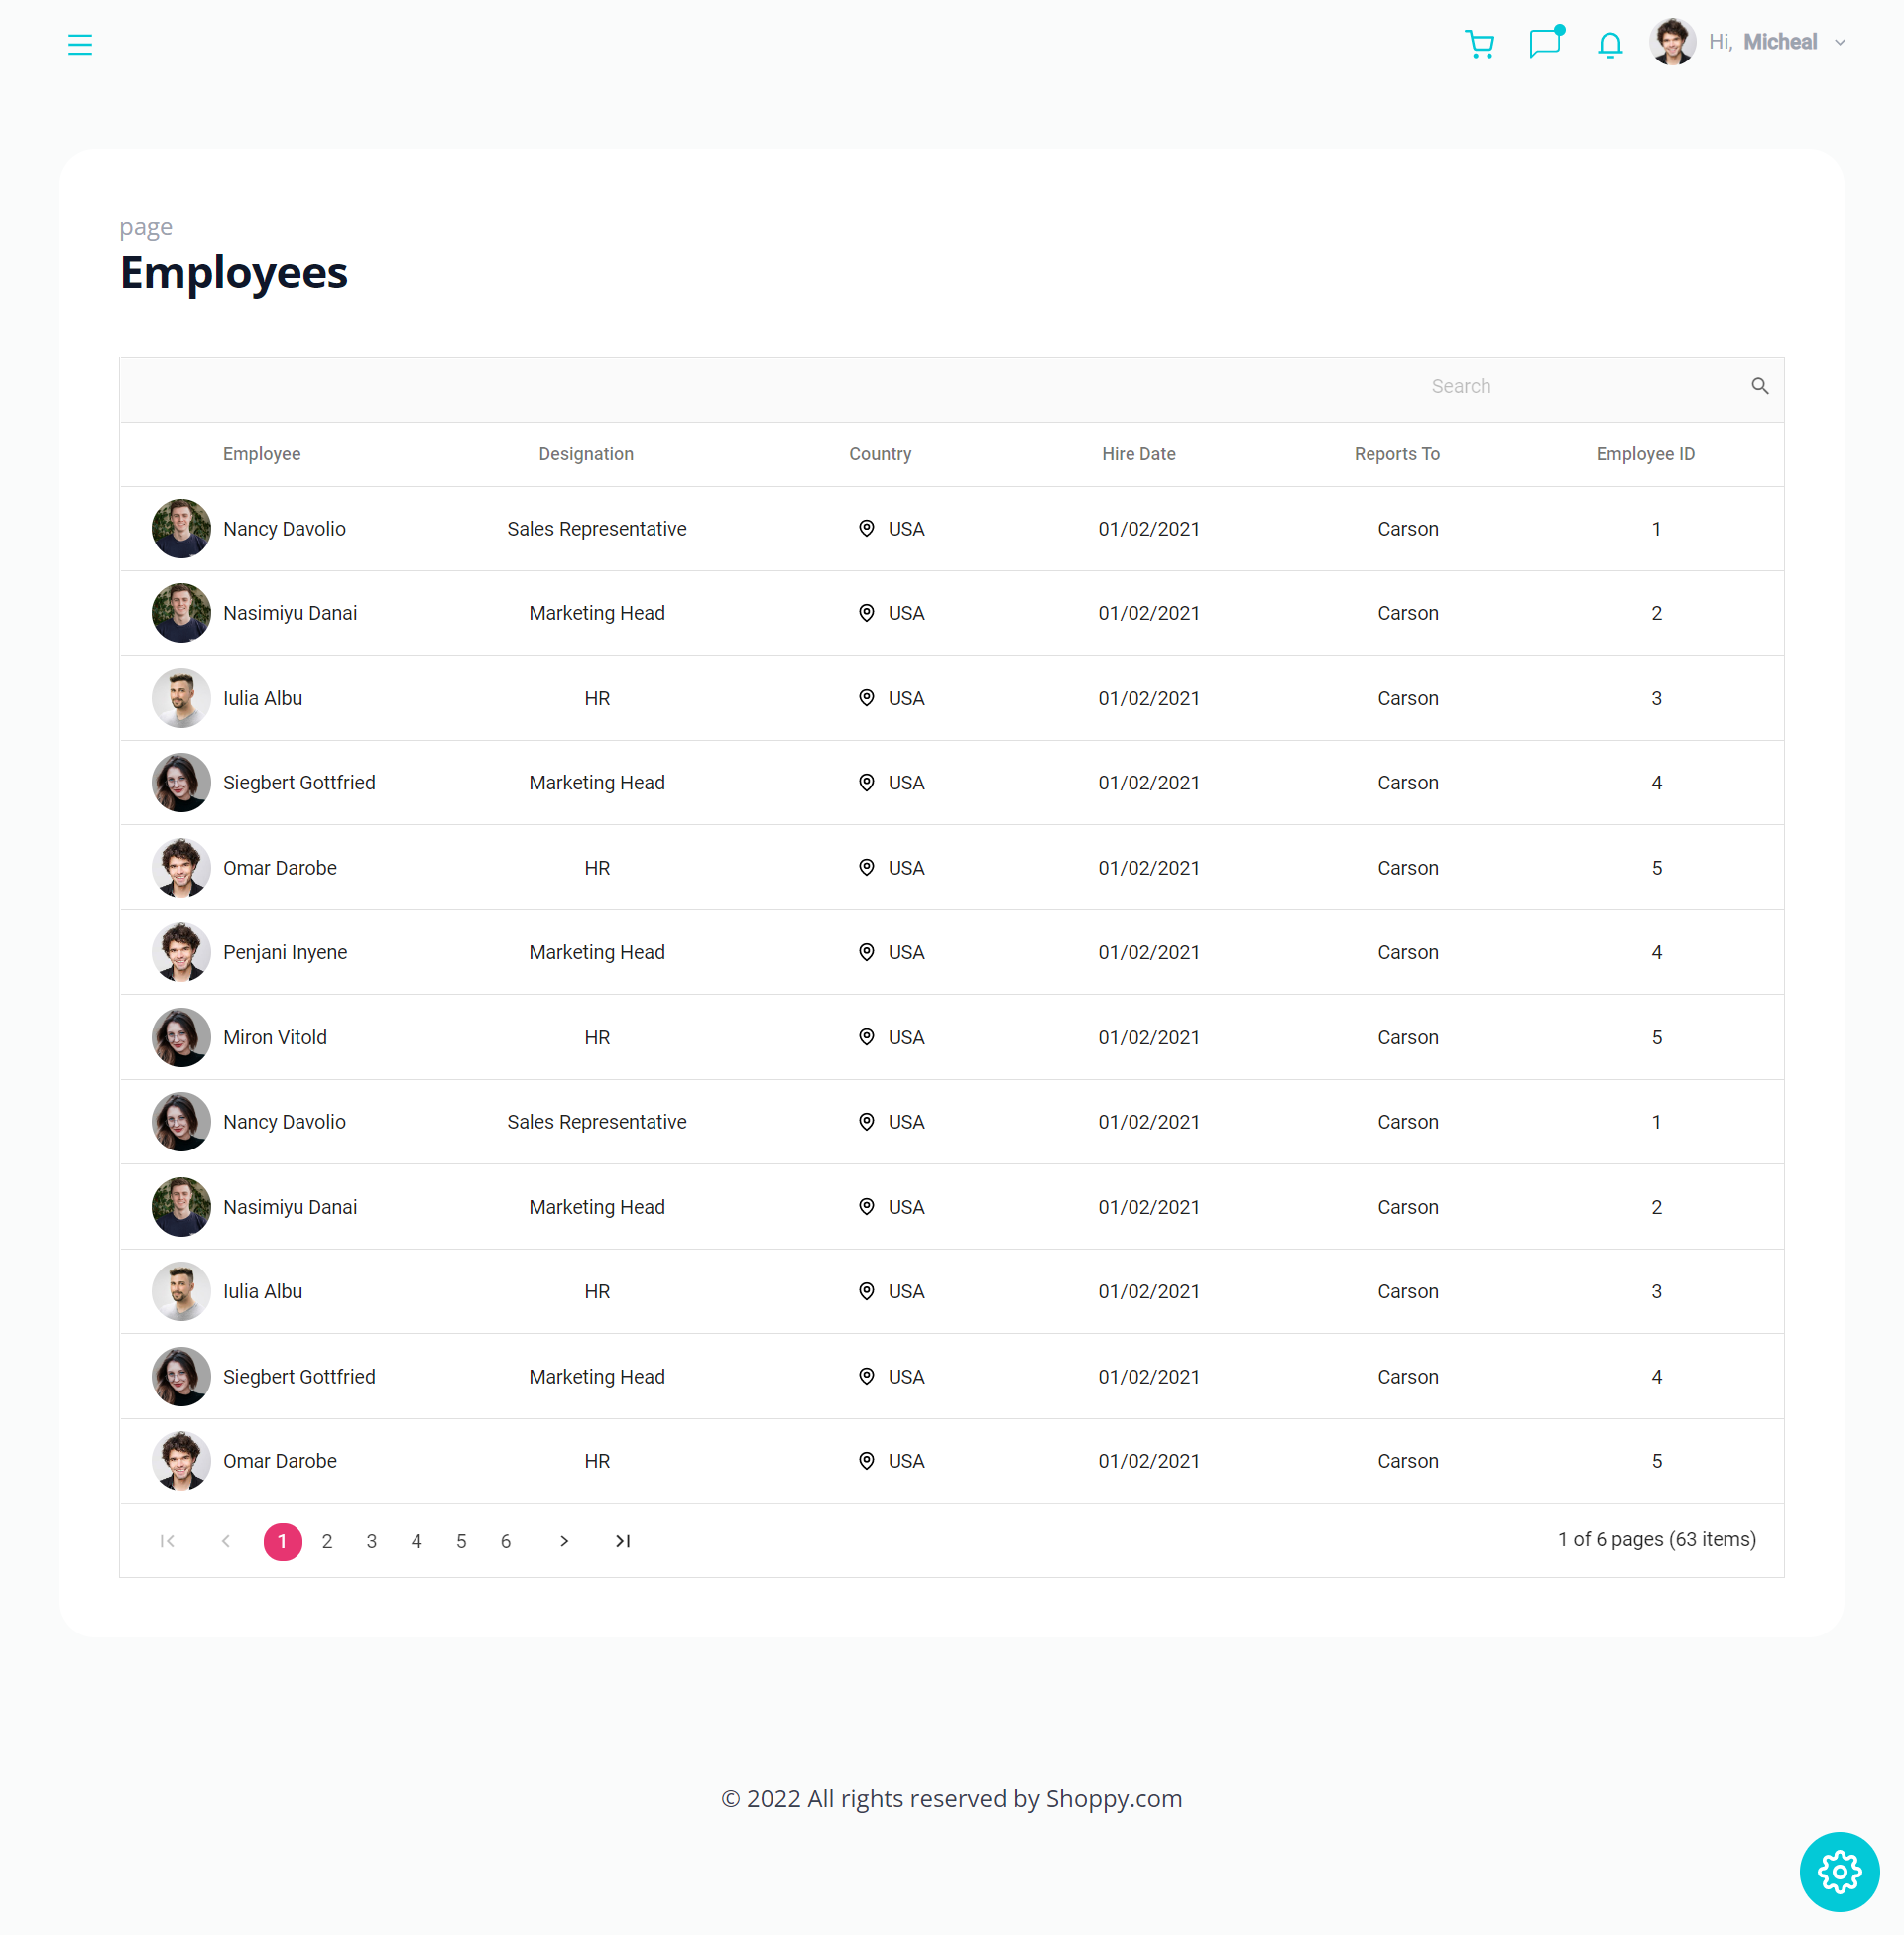 Hi, Micheal
page
Employees
Search
Employee Designation Country Hire Date Reports To Employee ID
Nancy Davolio Sales Representative USA 01/02/2021 Carson 1
Nasimiyu Danai Marketing Head USA 01/02/2021 Carson 2
Iulia Albu HR USA 01/02/2021 Carson 3
Siegbert Gottfried Marketing Head USA 01/02/2021 Carson 4
Omar Darobe HR USA 01/02/2021 Carson 5
Penjani Inyene Marketing Head USA 01/02/2021 Carson 4
Miron Vitold HR USA 01/02/2021 Carson 5
Nancy Davolio Sales Representative USA 01/02/2021 Carson 1
Nasimiyu Danai Marketing Head USA 01/02/2021 Carson 2
Iulia Albu HR USA 01/02/2021 Carson 3
Siegbert Gottfried Marketing Head USA 01/02/2021 Carson 4
Omar Darobe HR USA 01/02/2021 Carson 5
1 2 3 4 5 6 1 of 6 pages (63 items)
© 2022 All rights reserved by Shoppy.com